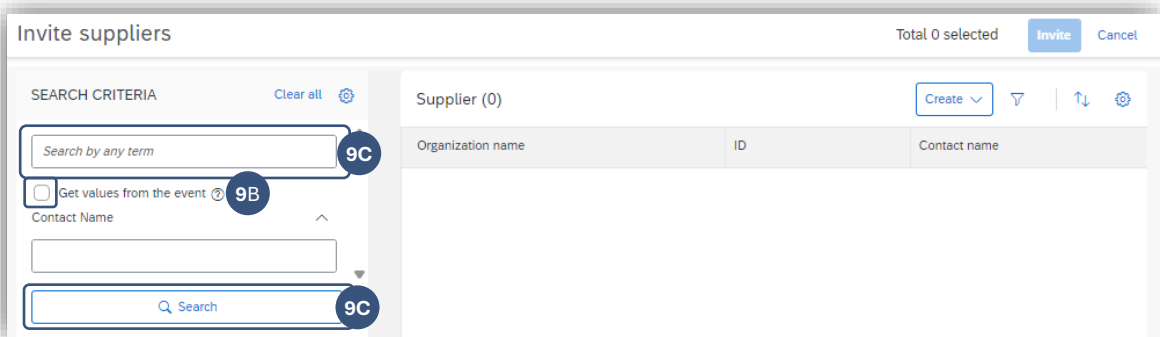 Invite suppliers
Total 0 selected
Invite
Cancel
SEARCH CRITERIA
Clear all
Search by any term
9C
Get values from the event
9B
Contact Name
Search
9C
Supplier (0)
Create
Organization name
ID
Contact name